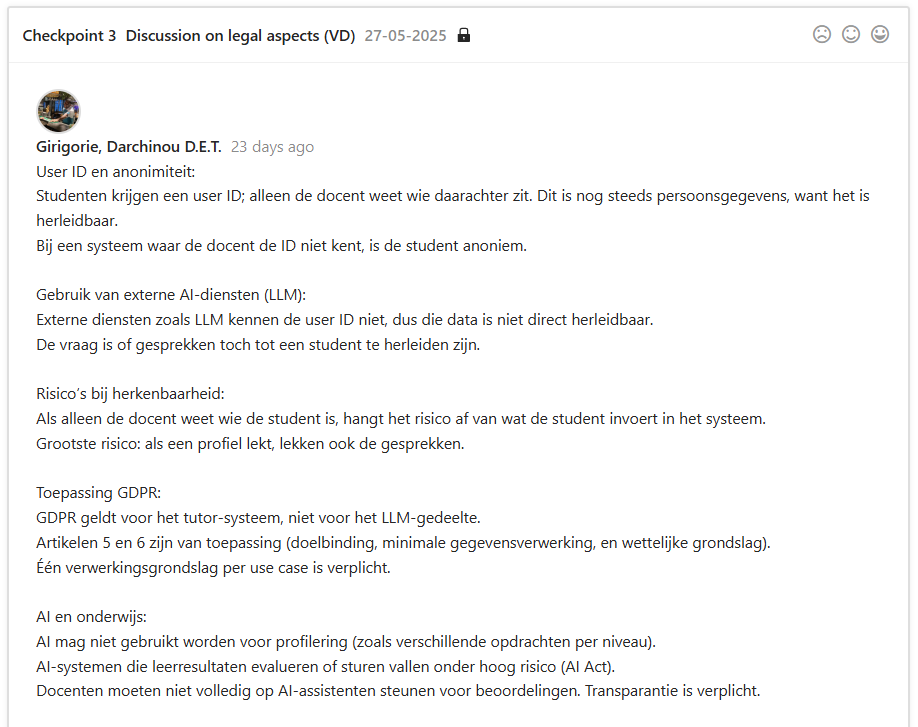 Checkpoint 3 Discussion on legal aspects (VD) 27-05-2025
Girigorie, Darchinou D.E.T. 23 days ago
User ID en anonimiteit:
Studenten krijgen een user ID; alleen de docent weet wie daarachter zit. Dit is nog steeds persoonsgegevens, want het is
herleidbaar.
Bij een systeem waar de docent de ID niet kent, is de student anoniem.
Gebruik van externe AI-diensten (LLM):
Externe diensten zoals LLM kennen de user ID niet, dus die data is niet direct herleidbaar.
De vraag is of gesprekken toch tot een student te herleiden zijn.
Risico's bij herkenbaarheid:
Als alleen de docent weet wie de student is, hangt het risico af van wat de student invoert in het systeem.
Grootste risico: als een profiel lekt, lekken ook de gesprekken.
Toepassing GDPR:
GDPR geldt voor het tutor-systeem, niet voor het LLM-gedeelte.
Artikelen 5 en 6 zijn van toepassing (doelbinding, minimale gegevensverwerking, en wettelijke grondslag).
Één verwerkingsgrondslag per use case is verplicht.
AI en onderwijs:
AI mag niet gebruikt worden voor profilering (zoals verschillende opdrachten per niveau).
AI-systemen die leerresultaten evalueren of sturen vallen onder hoog risico (AI Act).
Docenten moeten niet volledig op AI-assistenten steunen voor beoordelingen. Transparantie is verplicht.